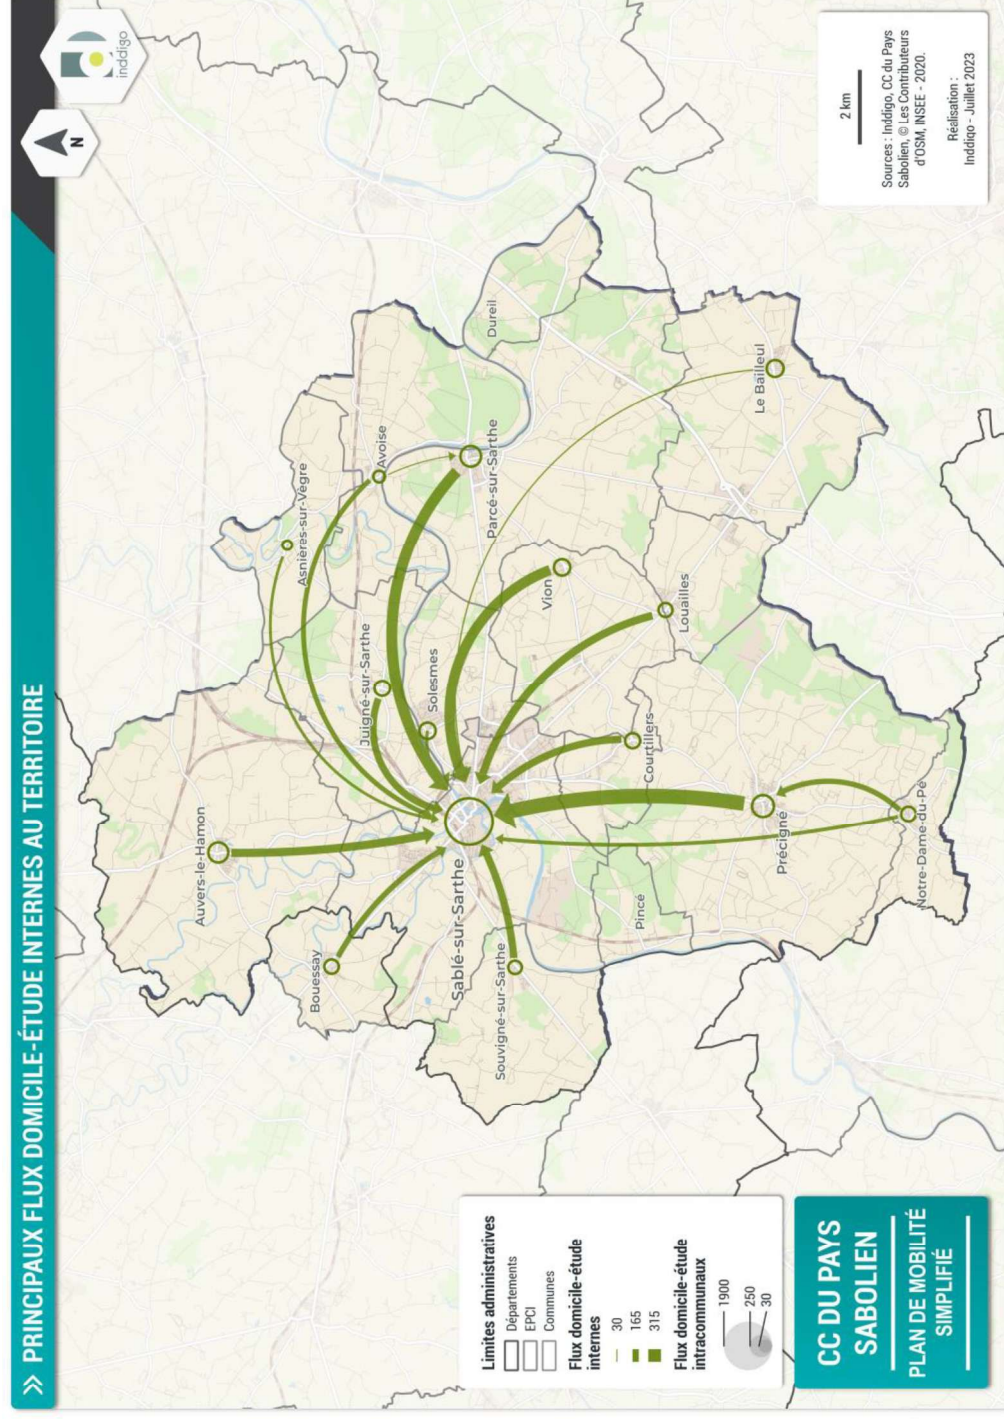 >> PRINCIPAUX FLUX DOMICILE-ÉTUDE INTERNES AU TERRITOIRE
N
inddigo
Auvers-le-Hamon
Bouessay
Asnières-sur-Vègre
Avoise
Juigné-sur-Sarthe
Solesmes
Dureil
Parcé-sur-Sarthe
Sablé-sur-Sarthe
Souvigné-sur-Sarthe
Vion
Courtillers
Louailles
Pincé
Le Bailleul
Précigné
Notre-Dame-du-Pé
Limites administratives
Départements
EPCI
Communes
Flux domicile-étude
internes
30
165
315
Flux domicile-étude
intracommunaux
1900
250
30
CC DU PAYS
SABOLIEN
PLAN DE MOBILITÉ
SIMPLIFIÉ
2 km
Sources : Inddigo, CC du Pays
Sabolien, © Les Contributeurs
d'OSM, INSEE - 2020.
Réalisation :
Inddigo - Juillet 2023